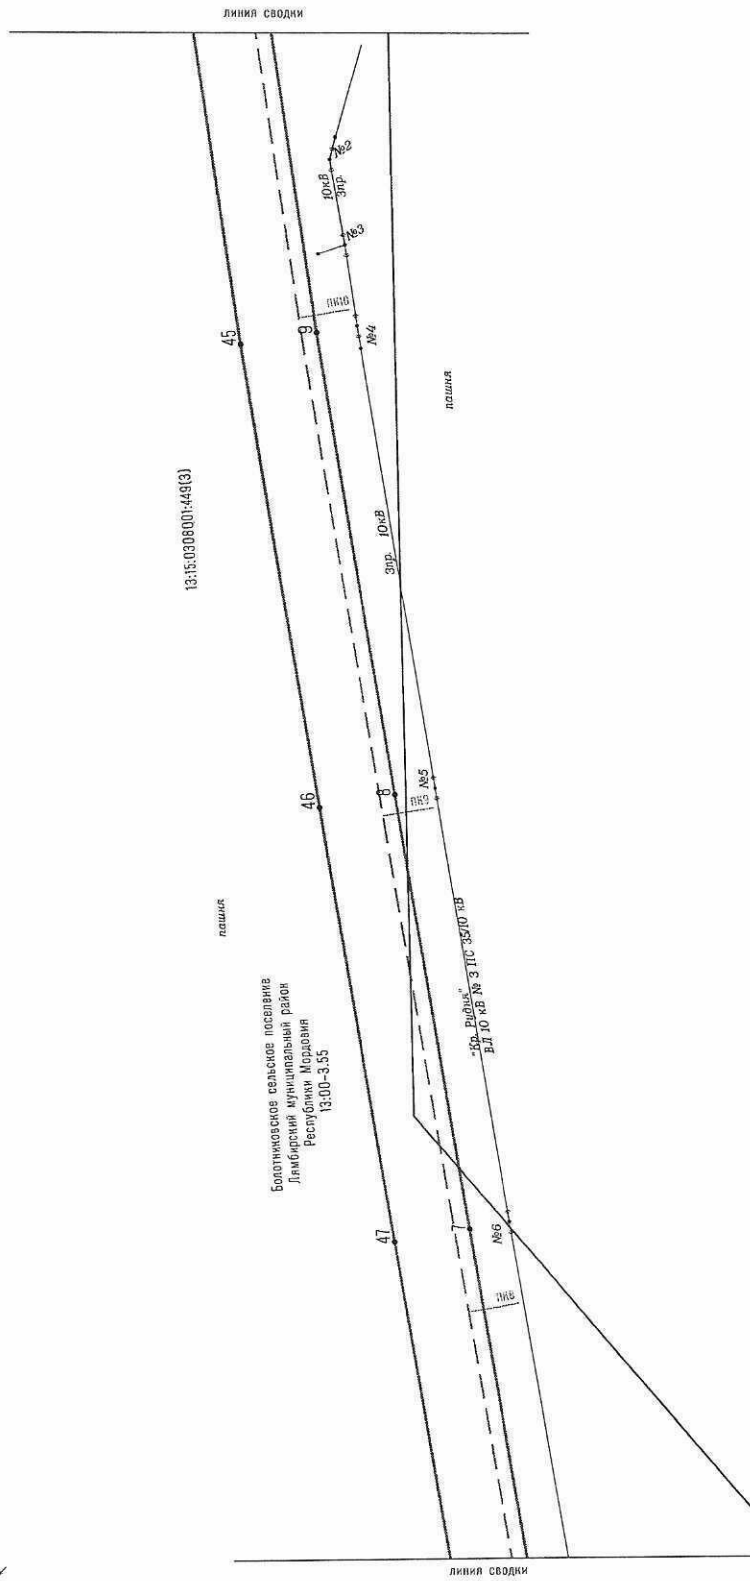 ЛИНИЯ СВОДКИ
№2
10кВ
3пр.
№3
ПК10
9
45
№4
пашня
13:15:0308001:449(3)
3пр. 10кВ
46
8
№5
пашня
"Кр. Рудня"
ВЛ 10 кВ № 3 ПС 35/10 кВ
Болотниковское сельское поселение
Лямбирский муниципальный район
Республики Мордовия
13:00-3.55
47
7
№6
ПК8
ЛИНИЯ СВОДКИ